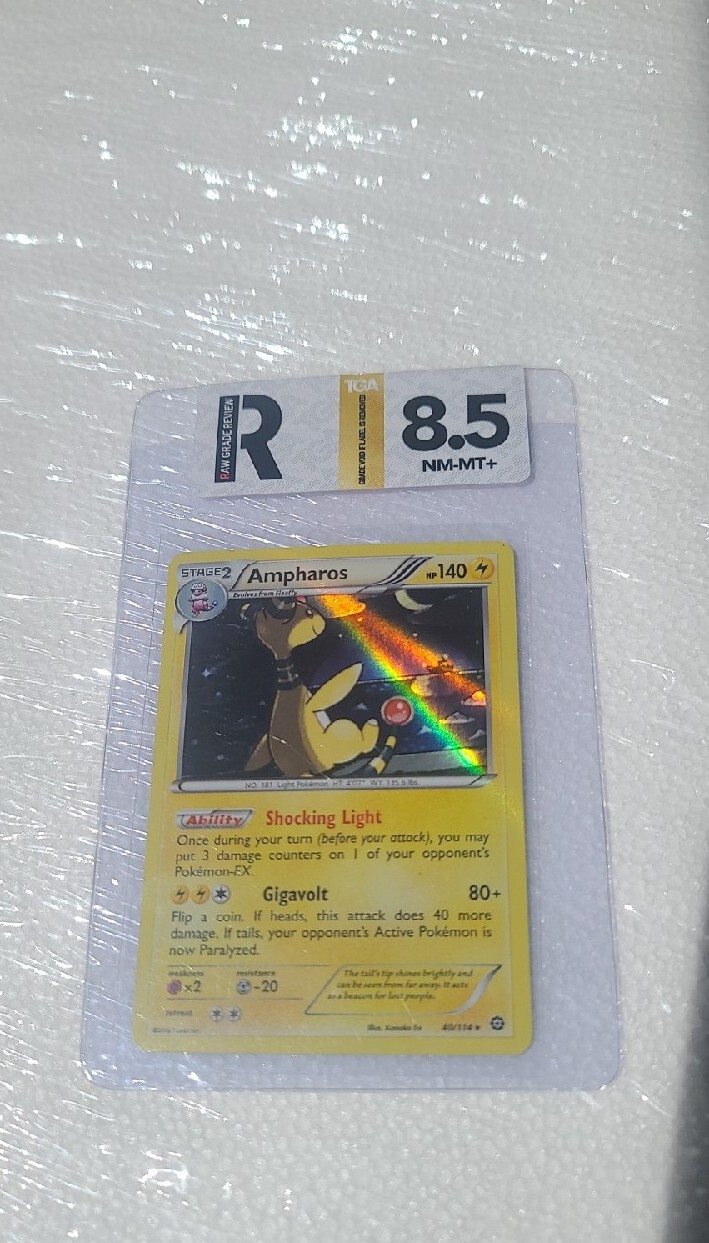 RAW GRADE REVIEW
R
TGA
GRADE VOID IF LABEL IS REMOVED
8.5
NM-MT+
STAGE2
Ampharos
HP140
Evolves from Flaaffy
NO. 181 Light Pokémon HT. 4'07" WT. 135.6 lbs.
Ability Shocking Light
Once during your turn (before your attack), you may
put 3 damage counters on 1 of your opponent's
Pokémon-EX.
Gigavolt 80+
Flip a coin. If heads, this attack does 40 more
damage. If tails, your opponent's Active Pokémon is
now Paralyzed.
weakness
×2
resistance
-20
retreat
The tail's tip shines brightly and
can be seen from far away. It acts
as a beacon for lost people.
Illus. Kanako Eo
40/114 ★